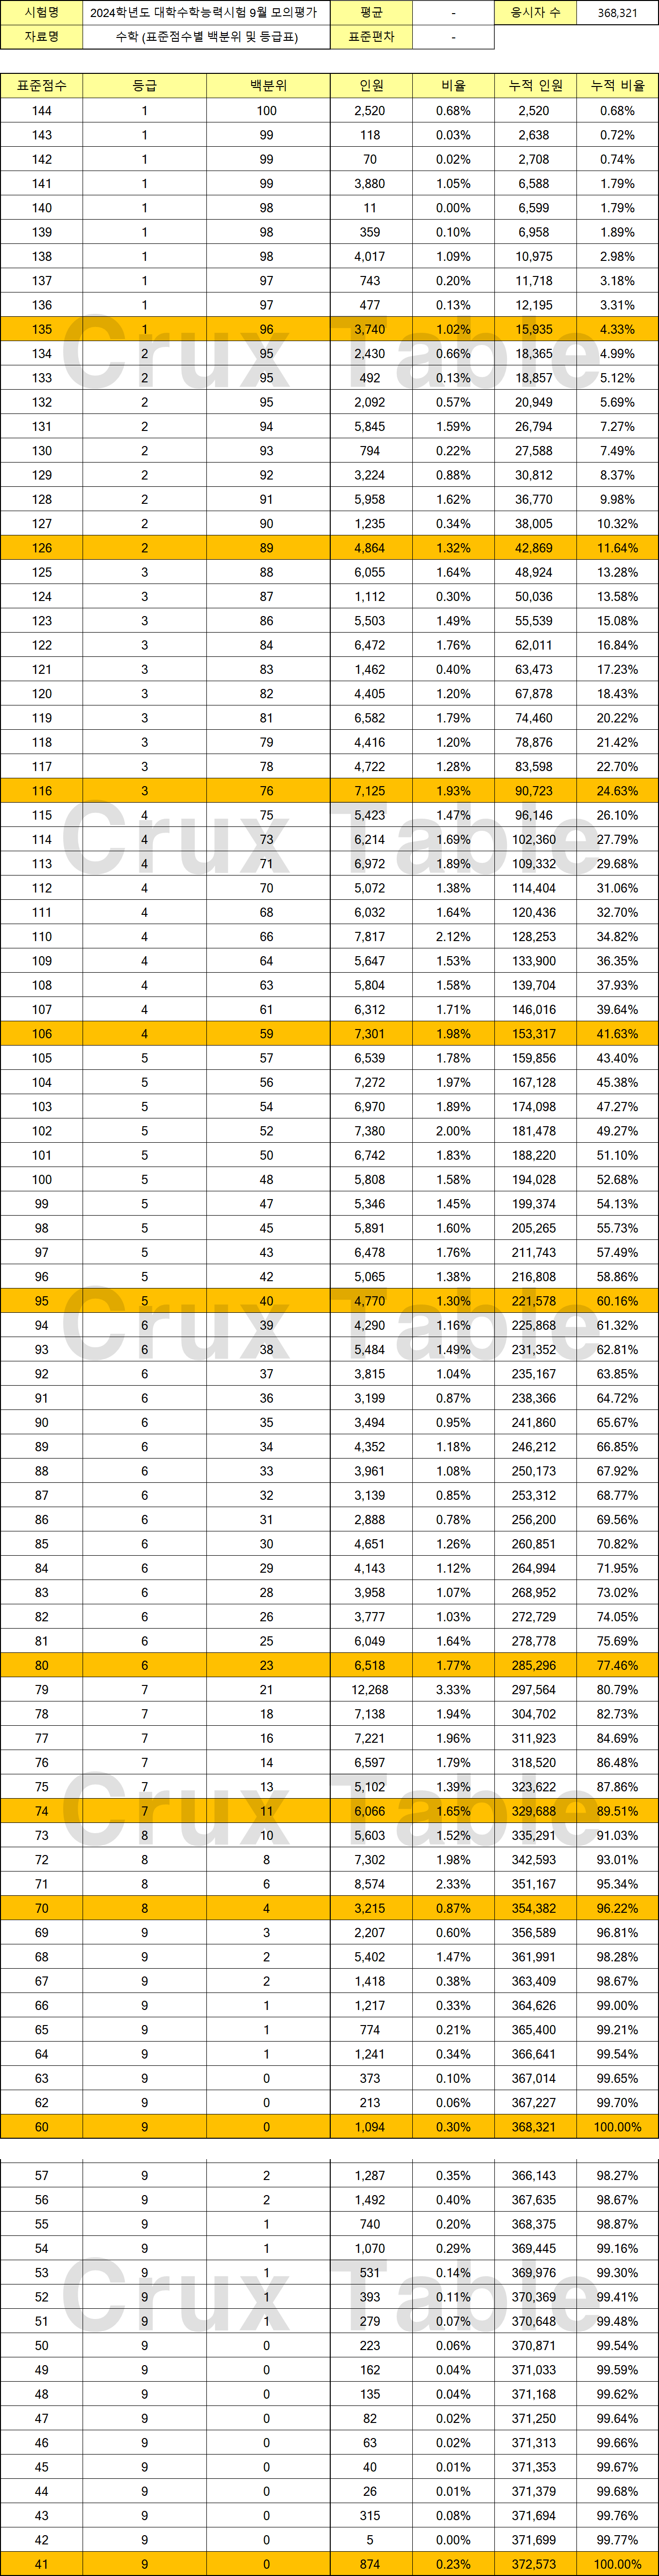 시험명 2024학년도 대학수학능력시험 9월 모의평가 평균 - 응시자 수 368,321
자료명 수학 (표준점수별 백분위 및 등급표) 표준편차 -
표준점수 등급 백분위 인원 비율 누적 인원 누적 비율
144 1 100 2,520 0.68% 2,520 0.68%
143 1 99 118 0.03% 2,638 0.72%
142 1 99 70 0.02% 2,708 0.74%
141 1 99 3,880 1.05% 6,588 1.79%
140 1 98 11 0.00% 6,599 1.79%
139 1 98 359 0.10% 6,958 1.89%
138 1 98 4,017 1.09% 10,975 2.98%
137 1 97 743 0.20% 11,718 3.18%
136 1 97 477 0.13% 12,195 3.31%
135 1 96 3,740 1.02% 15,935 4.33%
Crux Table
134 2 95 2,430 0.66% 18,365 4.99%
133 2 95 492 0.13% 18,857 5.12%
132 2 95 2,092 0.57% 20,949 5.69%
131 2 94 5,845 1.59% 26,794 7.27%
130 2 93 794 0.22% 27,588 7.49%
129 2 92 3,224 0.88% 30,812 8.37%
128 2 91 5,958 1.62% 36,770 9.98%
127 2 90 1,235 0.34% 38,005 10.32%
126 2 89 4,864 1.32% 42,869 11.64%
125 3 88 6,055 1.64% 48,924 13.28%
124 3 87 1,112 0.30% 50,036 13.58%
123 3 86 5,503 1.49% 55,539 15.08%
122 3 84 6,472 1.76% 62,011 16.84%
121 3 83 1,462 0.40% 63,473 17.23%
120 3 82 4,405 1.20% 67,878 18.43%
119 3 81 6,582 1.79% 74,460 20.22%
118 3 79 4,416 1.20% 78,876 21.42%
117 3 78 4,722 1.28% 83,598 22.70%
116 3 76 7,125 1.93% 90,723 24.63%
115 4 75 5,423 1.47% 96,146 26.10%
Crux Table
114 4 73 6,214 1.69% 102,360 27.79%
113 4 71 6,972 1.89% 109,332 29.68%
112 4 70 5,072 1.38% 114,404 31.06%
111 4 68 6,032 1.64% 120,436 32.70%
110 4 66 7,817 2.12% 128,253 34.82%
109 4 64 5,647 1.53% 133,900 36.35%
108 4 63 5,804 1.58% 139,704 37.93%
107 4 61 6,312 1.71% 146,016 39.64%
106 4 59 7,301 1.98% 153,317 41.63%
105 5 57 6,539 1.78% 159,856 43.40%
104 5 56 7,272 1.97% 167,128 45.38%
103 5 54 6,970 1.89% 174,098 47.27%
102 5 52 7,380 2.00% 181,478 49.27%
101 5 50 6,742 1.83% 188,220 51.10%
100 5 48 5,808 1.58% 194,028 52.68%
99 5 47 5,346 1.45% 199,374 54.13%
98 5 45 5,891 1.60% 205,265 55.73%
97 5 43 6,478 1.76% 211,743 57.49%
96 5 42 5,065 1.38% 216,808 58.86%
95 5 40 4,770 1.30% 221,578 60.16%
Crux Table
94 6 39 4,290 1.16% 225,868 61.32%
93 6 38 5,484 1.49% 231,352 62.81%
92 6 37 3,815 1.04% 235,167 63.85%
91 6 36 3,199 0.87% 238,366 64.72%
90 6 35 3,494 0.95% 241,860 65.67%
89 6 34 4,352 1.18% 246,212 66.85%
88 6 33 3,961 1.08% 250,173 67.92%
87 6 32 3,139 0.85% 253,312 68.77%
86 6 31 2,888 0.78% 256,200 69.56%
85 6 30 4,651 1.26% 260,851 70.82%
84 6 29 4,143 1.12% 264,994 71.95%
83 6 28 3,958 1.07% 268,952 73.02%
82 6 26 3,777 1.03% 272,729 74.05%
81 6 25 6,049 1.64% 278,778 75.69%
80 6 23 6,518 1.77% 285,296 77.46%
79 7 21 12,268 3.33% 297,564 80.79%
78 7 18 7,138 1.94% 304,702 82.73%
77 7 16 7,221 1.96% 311,923 84.69%
76 7 14 6,597 1.79% 318,520 86.48%
75 7 13 5,102 1.39% 323,622 87.86%
74 7 11 6,066 1.65% 329,688 89.51%
Crux Table
73 8 10 5,603 1.52% 335,291 91.03%
72 8 8 7,302 1.98% 342,593 93.01%
71 8 6 8,574 2.33% 351,167 95.34%
70 8 4 3,215 0.87% 354,382 96.22%
69 9 3 2,207 0.60% 356,589 96.81%
68 9 2 5,402 1.47% 361,991 98.28%
67 9 2 1,418 0.38% 363,409 98.67%
66 9 1 1,217 0.33% 364,626 99.00%
65 9 1 774 0.21% 365,400 99.21%
64 9 1 1,241 0.34% 366,641 99.54%
63 9 0 373 0.10% 367,014 99.65%
62 9 0 213 0.06% 367,227 99.70%
60 9 0 1,094 0.30% 368,321 100.00%
57 9 2 1,287 0.35% 366,143 98.27%
56 9 2 1,492 0.40% 367,635 98.67%
55 9 1 740 0.20% 368,375 98.87%
54 9 1 1,070 0.29% 369,445 99.16%
53 9 1 531 0.14% 369,976 99.30%
Crux Table
52 9 1 393 0.11% 370,369 99.41%
51 9 1 279 0.07% 370,648 99.48%
50 9 0 223 0.06% 370,871 99.54%
49 9 0 162 0.04% 371,033 99.59%
48 9 0 135 0.04% 371,168 99.62%
47 9 0 82 0.02% 371,250 99.64%
46 9 0 63 0.02% 371,313 99.66%
45 9 0 40 0.01% 371,353 99.67%
44 9 0 26 0.01% 371,379 99.68%
43 9 0 315 0.08% 371,694 99.76%
42 9 0 5 0.00% 371,699 99.77%
41 9 0 874 0.23% 372,573 100.00%